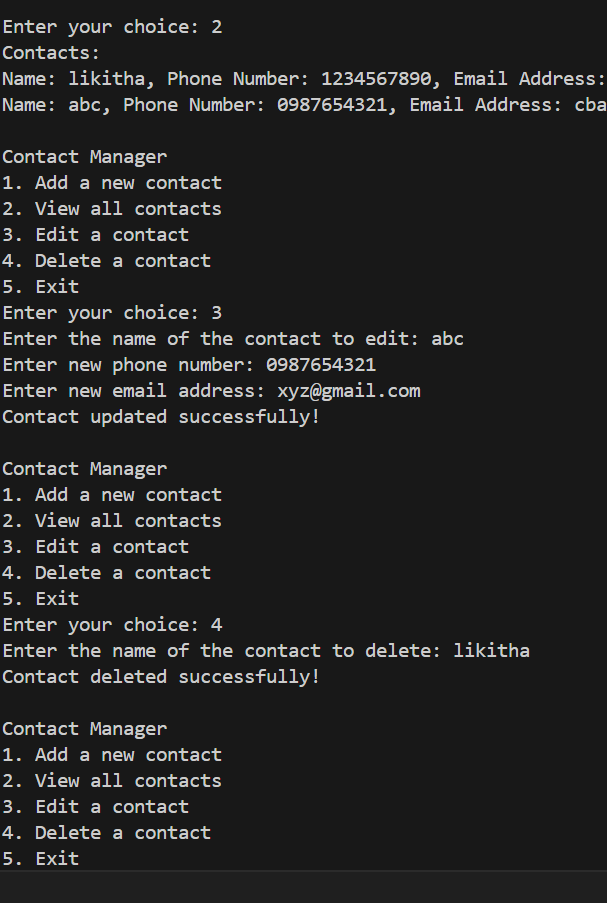 Enter your choice: 2
Contacts:
Name: likitha, Phone Number: 1234567890, Email Address:
Name: abc, Phone Number: 0987654321, Email Address: cba
Contact Manager
1. Add a new contact
2. View all contacts
3. Edit a contact
4. Delete a contact
5. Exit
Enter your choice: 3
Enter the name of the contact to edit: abc
Enter new phone number: 0987654321
Enter new email address: xyz@gmail.com
Contact updated successfully!
Contact Manager
1. Add a new contact
2. View all contacts
3. Edit a contact
4. Delete a contact
5. Exit
Enter your choice: 4
Enter the name of the contact to delete: likitha
Contact deleted successfully!
Contact Manager
1. Add a new contact
2. View all contacts
3. Edit a contact
4. Delete a contact
5. Exit